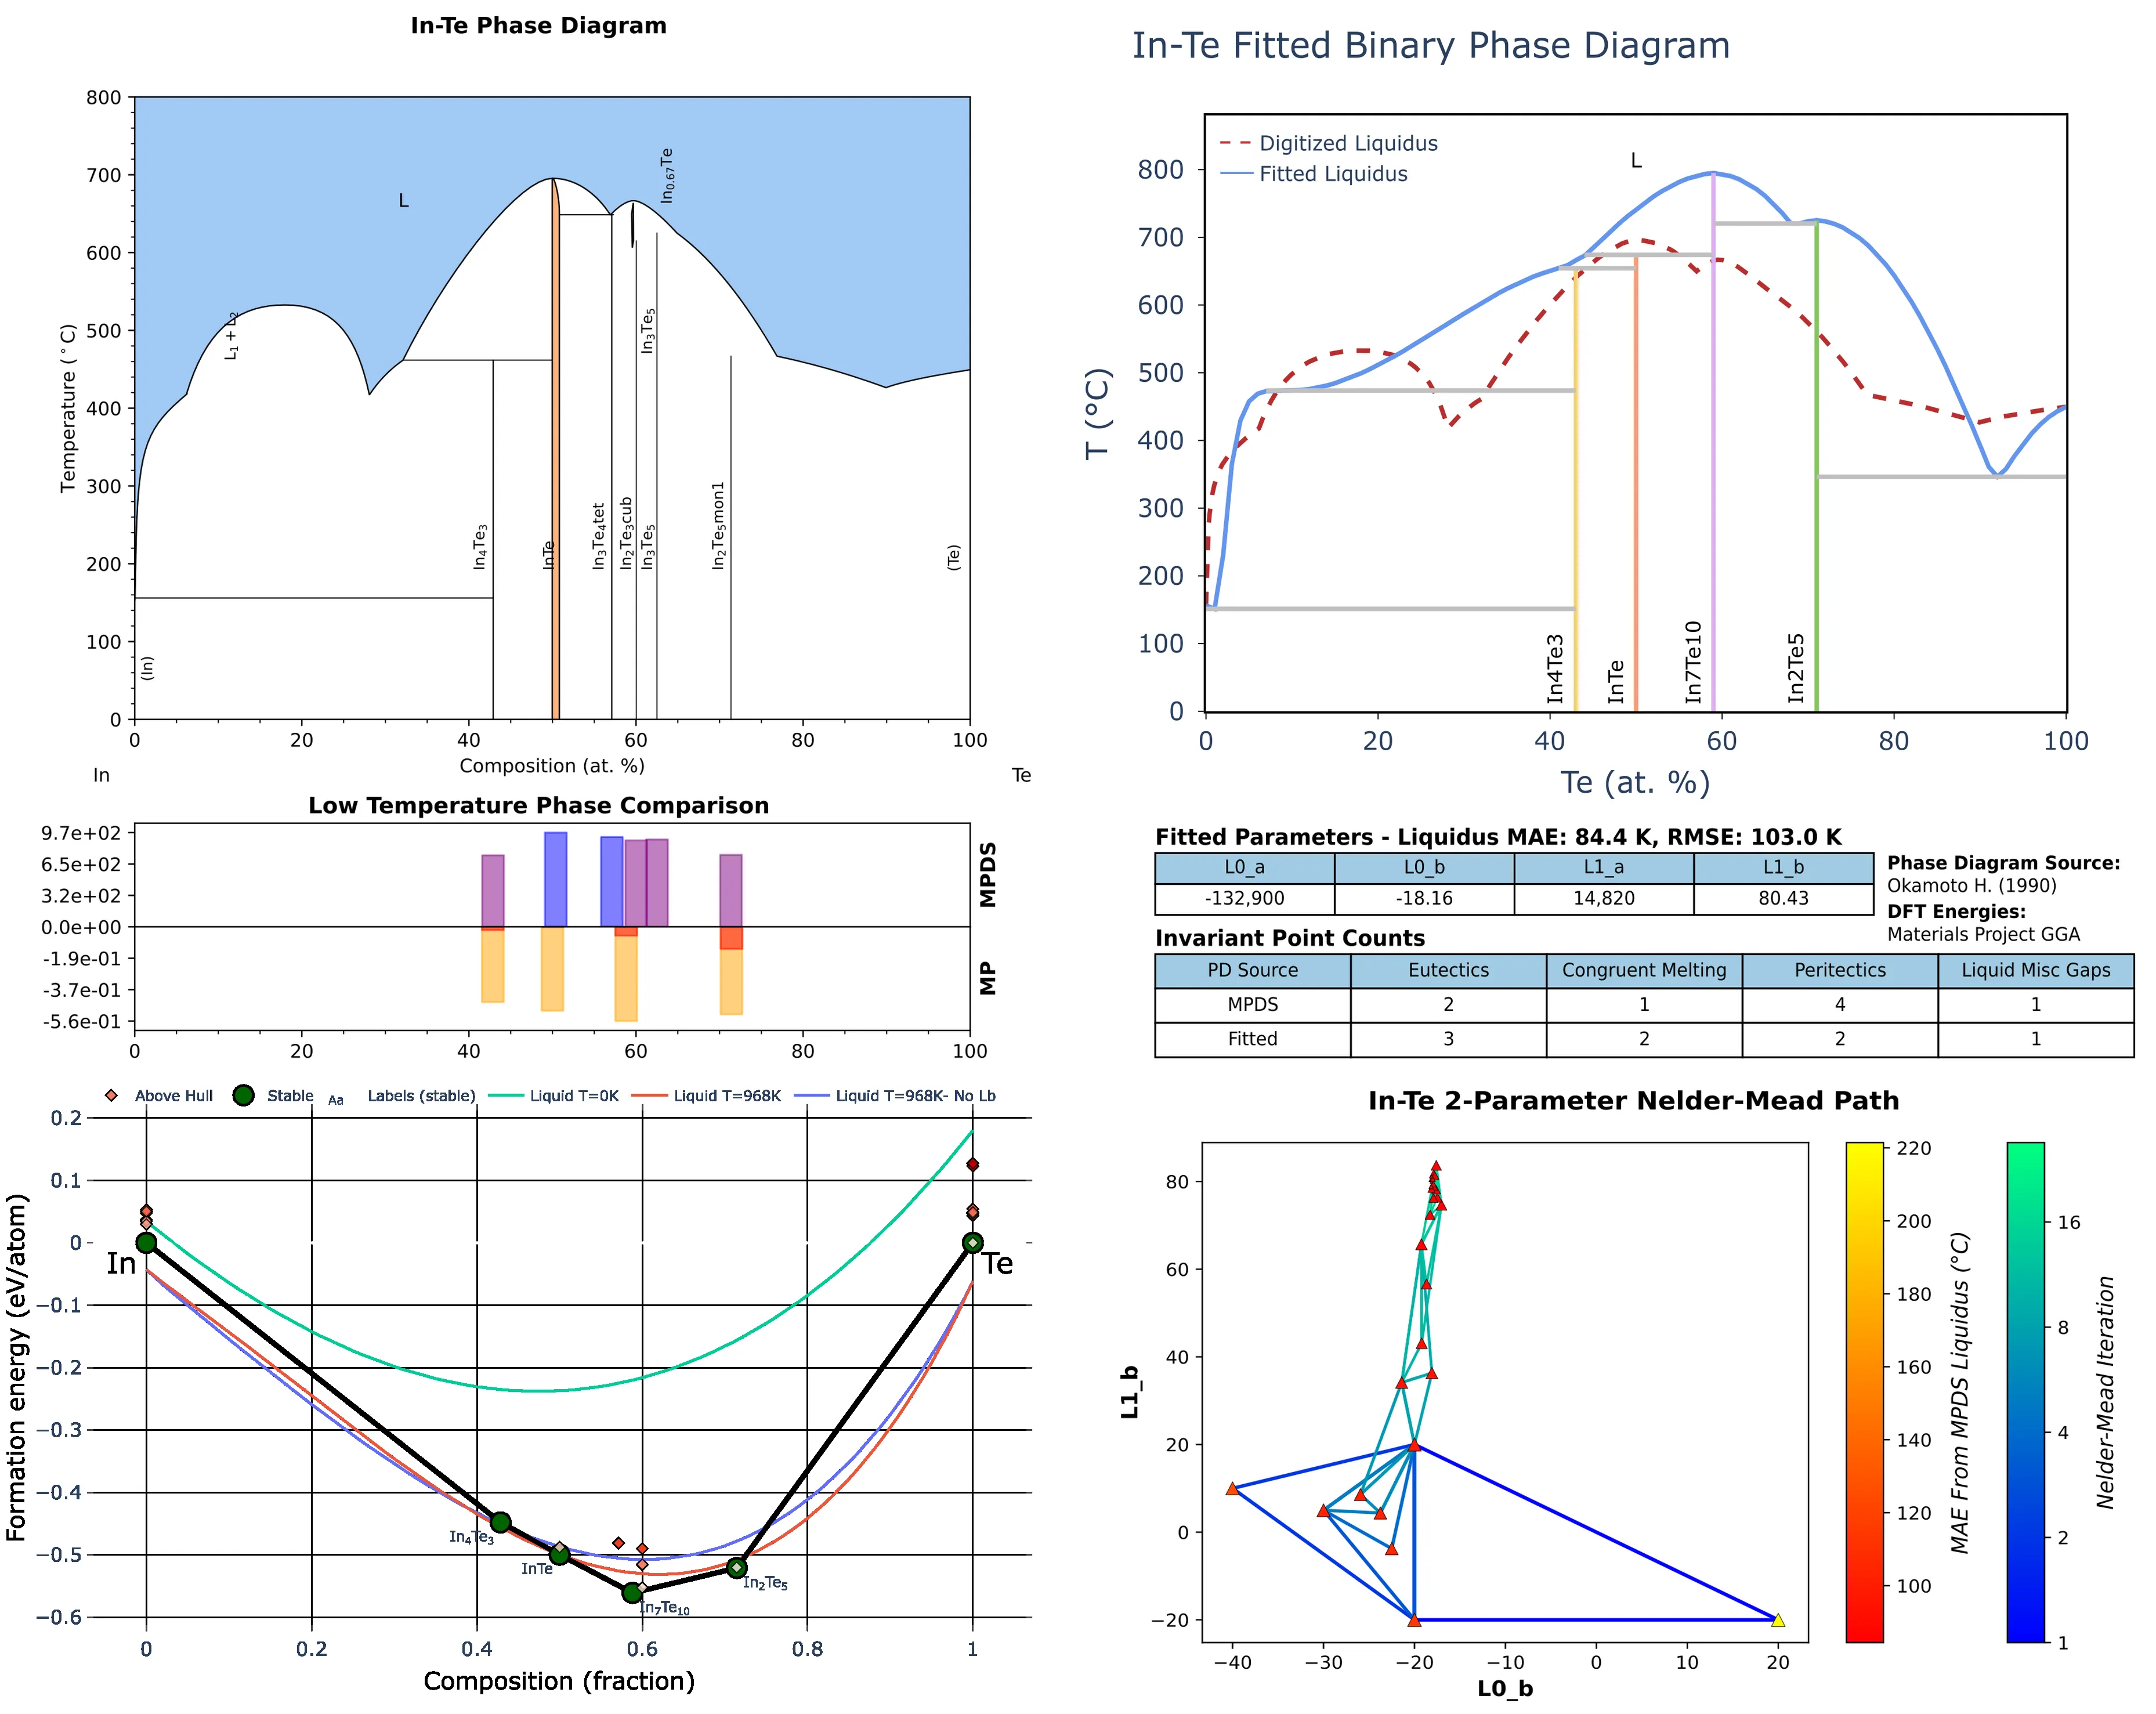 In-Te Phase Diagram
800
700
600
500
400
300
200
100
0
Temperature (°C)
L
L1 + L2
In4Te3
InTe
In3Te4tet
In2Te3cub
In3Te5
In3Te5
In0.67Te
In2Te5mon1
(In)
(Te)
0 20 40 60 80 100
Composition (at. %)
In Te
In-Te Fitted Binary Phase Diagram
Digitized Liquidus
Fitted Liquidus
L
800
700
600
500
400
300
200
100
0
T (°C)
In4Te3
InTe
In7Te10
In2Te5
0 20 40 60 80 100
Te (at. %)
Low Temperature Phase Comparison
9.7e+02
6.5e+02
3.2e+02
0.0e+00
-1.9e-01
-3.7e-01
-5.6e-01
MPDS
MP
0 20 40 60 80 100
Fitted Parameters - Liquidus MAE: 84.4 K, RMSE: 103.0 K
L0_a L0_b L1_a L1_b
-132,900 -18.16 14,820 80.43
Phase Diagram Source:
Okamoto H. (1990)
DFT Energies:
Materials Project GGA
Invariant Point Counts
PD Source Eutectics Congruent Melting Peritectics Liquid Misc Gaps
MPDS 2 1 4 1
Fitted 3 2 2 1
Above Hull Stable Aa Labels (stable) Liquid T=0K Liquid T=968K Liquid T=968K- No Lb
0.2
0.1
0
−0.1
−0.2
−0.3
−0.4
−0.5
−0.6
Formation energy (eV/atom)
In
Te
In4Te3
InTe
In7Te10
In2Te5
0 0.2 0.4 0.6 0.8 1
Composition (fraction)
In-Te 2-Parameter Nelder-Mead Path
80
60
40
20
0
−20
L1_b
−40 −30 −20 −10 0 10 20
L0_b
220
200
180
160
140
120
100
MAE From MPDS Liquidus (°C)
16
8
4
2
1
Nelder-Mead Iteration